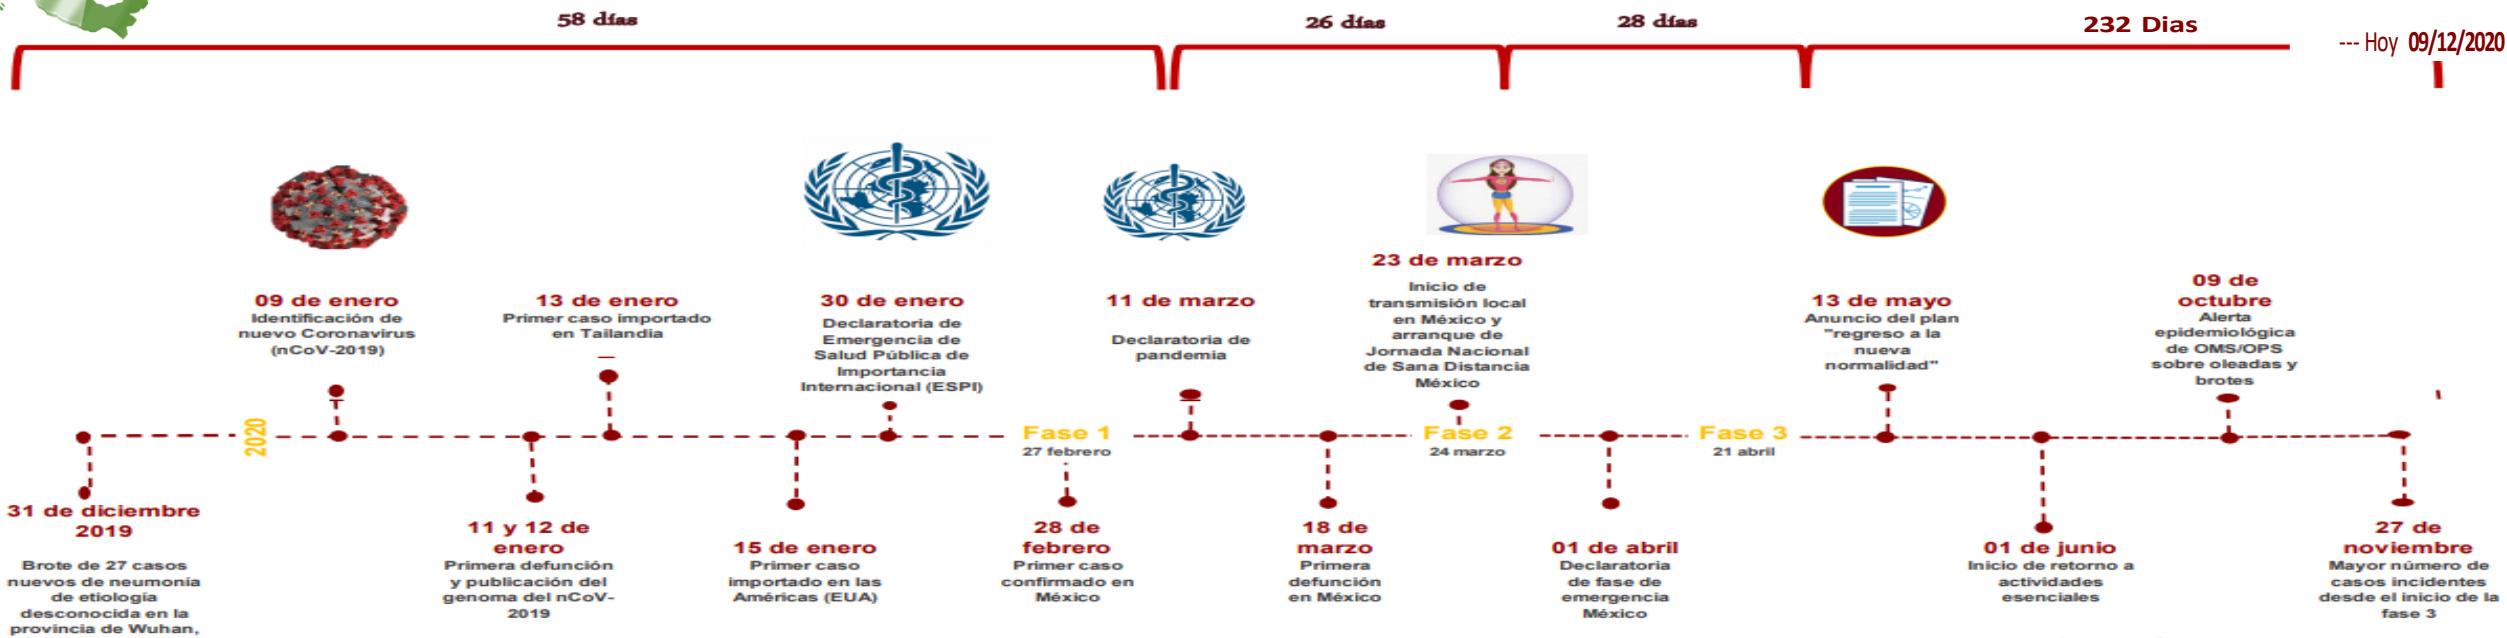 58 días
26 días
28 días
232 Dias
--- Hoy 09/12/2020
09 de enero
Identificación de
nuevo Coronavirus
(nCoV-2019)
13 de enero
Primer caso importado
en Tailandia
30 de enero
Declaratoria de
Emergencia de
Salud Pública de
Importancia
Internacional (ESPI)
11 de marzo
Declaratoria de
pandemia
23 de marzo
Inicio de
transmisión local
en México y
arranque de
Jornada Nacional
de Sana Distancia
México
13 de mayo
Anuncio del plan
"regreso a la
nueva
normalidad"
09 de
octubre
Alerta
epidemiológica
de OMS/OPS
sobre oleadas y
brotes
2020
Fase 1
27 febrero
Fase 2
24 marzo
Fase 3
21 abril
31 de diciembre
2019
Brote de 27 casos
nuevos de neumonía
de etiología
desconocida en la
provincia de Wuhan,
11 y 12 de
enero
Primera defunción
y publicación del
genoma del nCoV-
2019
15 de enero
Primer caso
importado en las
Américas (EUA)
28 de
febrero
Primer caso
confirmado en
México
18 de
marzo
Primera
defunción
en México
01 de abril
Declaratoria
de fase de
emergencia
México
01 de junio
Inicio de retorno a
actividades
esenciales
27 de
noviembre
Mayor número de
casos incidentes
desde el inicio de la
fase 3